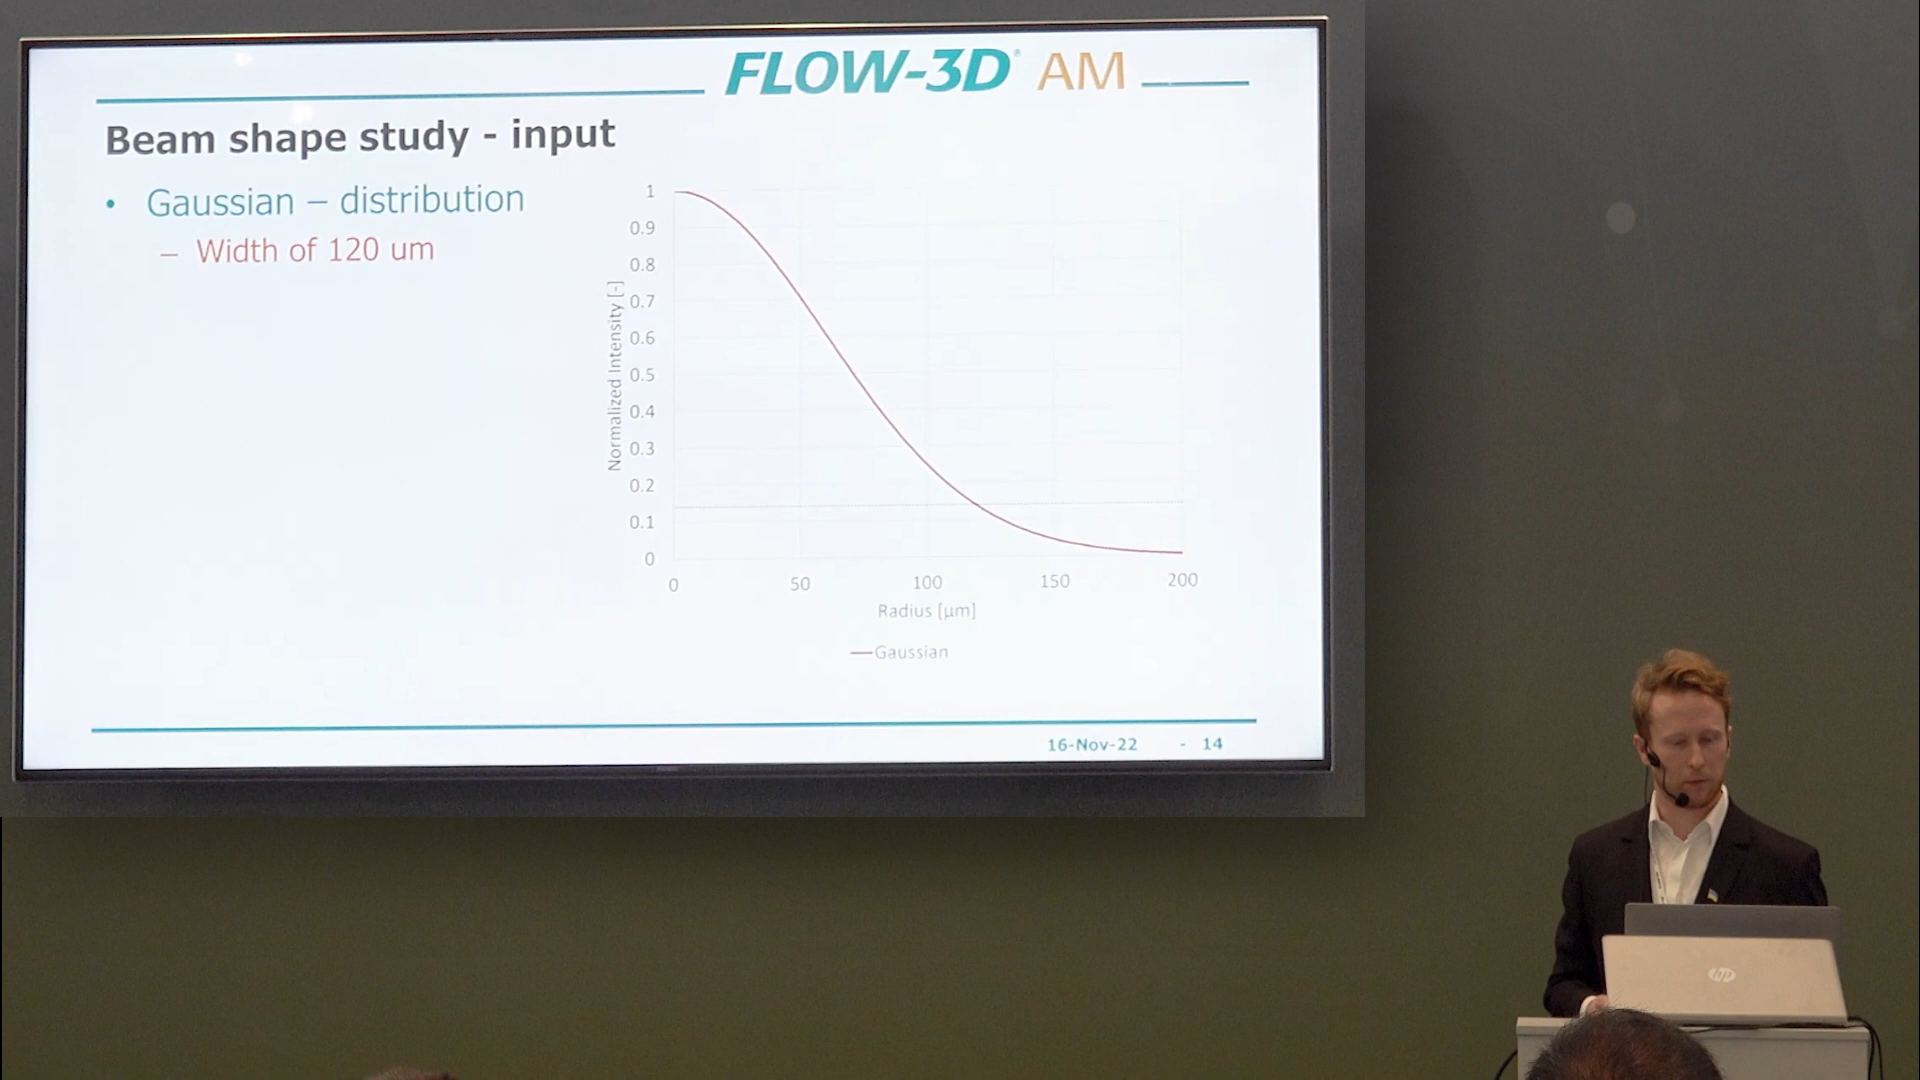 FLOW-3D® AM
Beam shape study - input
• Gaussian – distribution
– Width of 120 um
Normalized Intensity [-]
1
0.9
0.8
0.7
0.6
0.5
0.4
0.3
0.2
0.1
0
0 50 100 150 200
Radius [µm]
Gaussian
16-Nov-22 - 14
hp